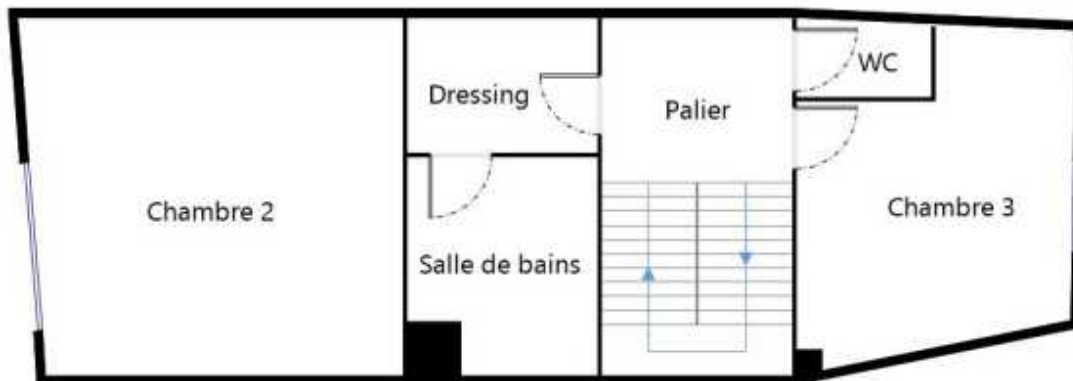 WC
Dressing
Palier
Chambre 2
Chambre 3
Salle de bains